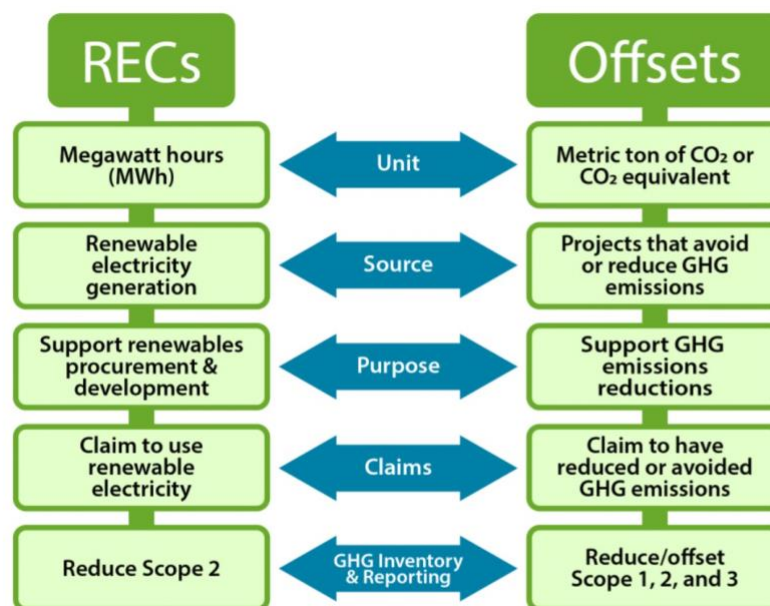 RECs
Offsets
Megawatt hours
(MWh)
Unit
Metric ton of CO₂ or
CO₂ equivalent
Renewable
electricity
generation
Source
Projects that avoid
or reduce GHG
emissions
Support renewables
procurement &
development
Purpose
Support GHG
emissions
reductions
Claim to use
renewable
electricity
Claims
Claim to have
reduced or avoided
GHG emissions
Reduce Scope 2
GHG Inventory
& Reporting
Reduce/offset
Scope 1, 2, and 3